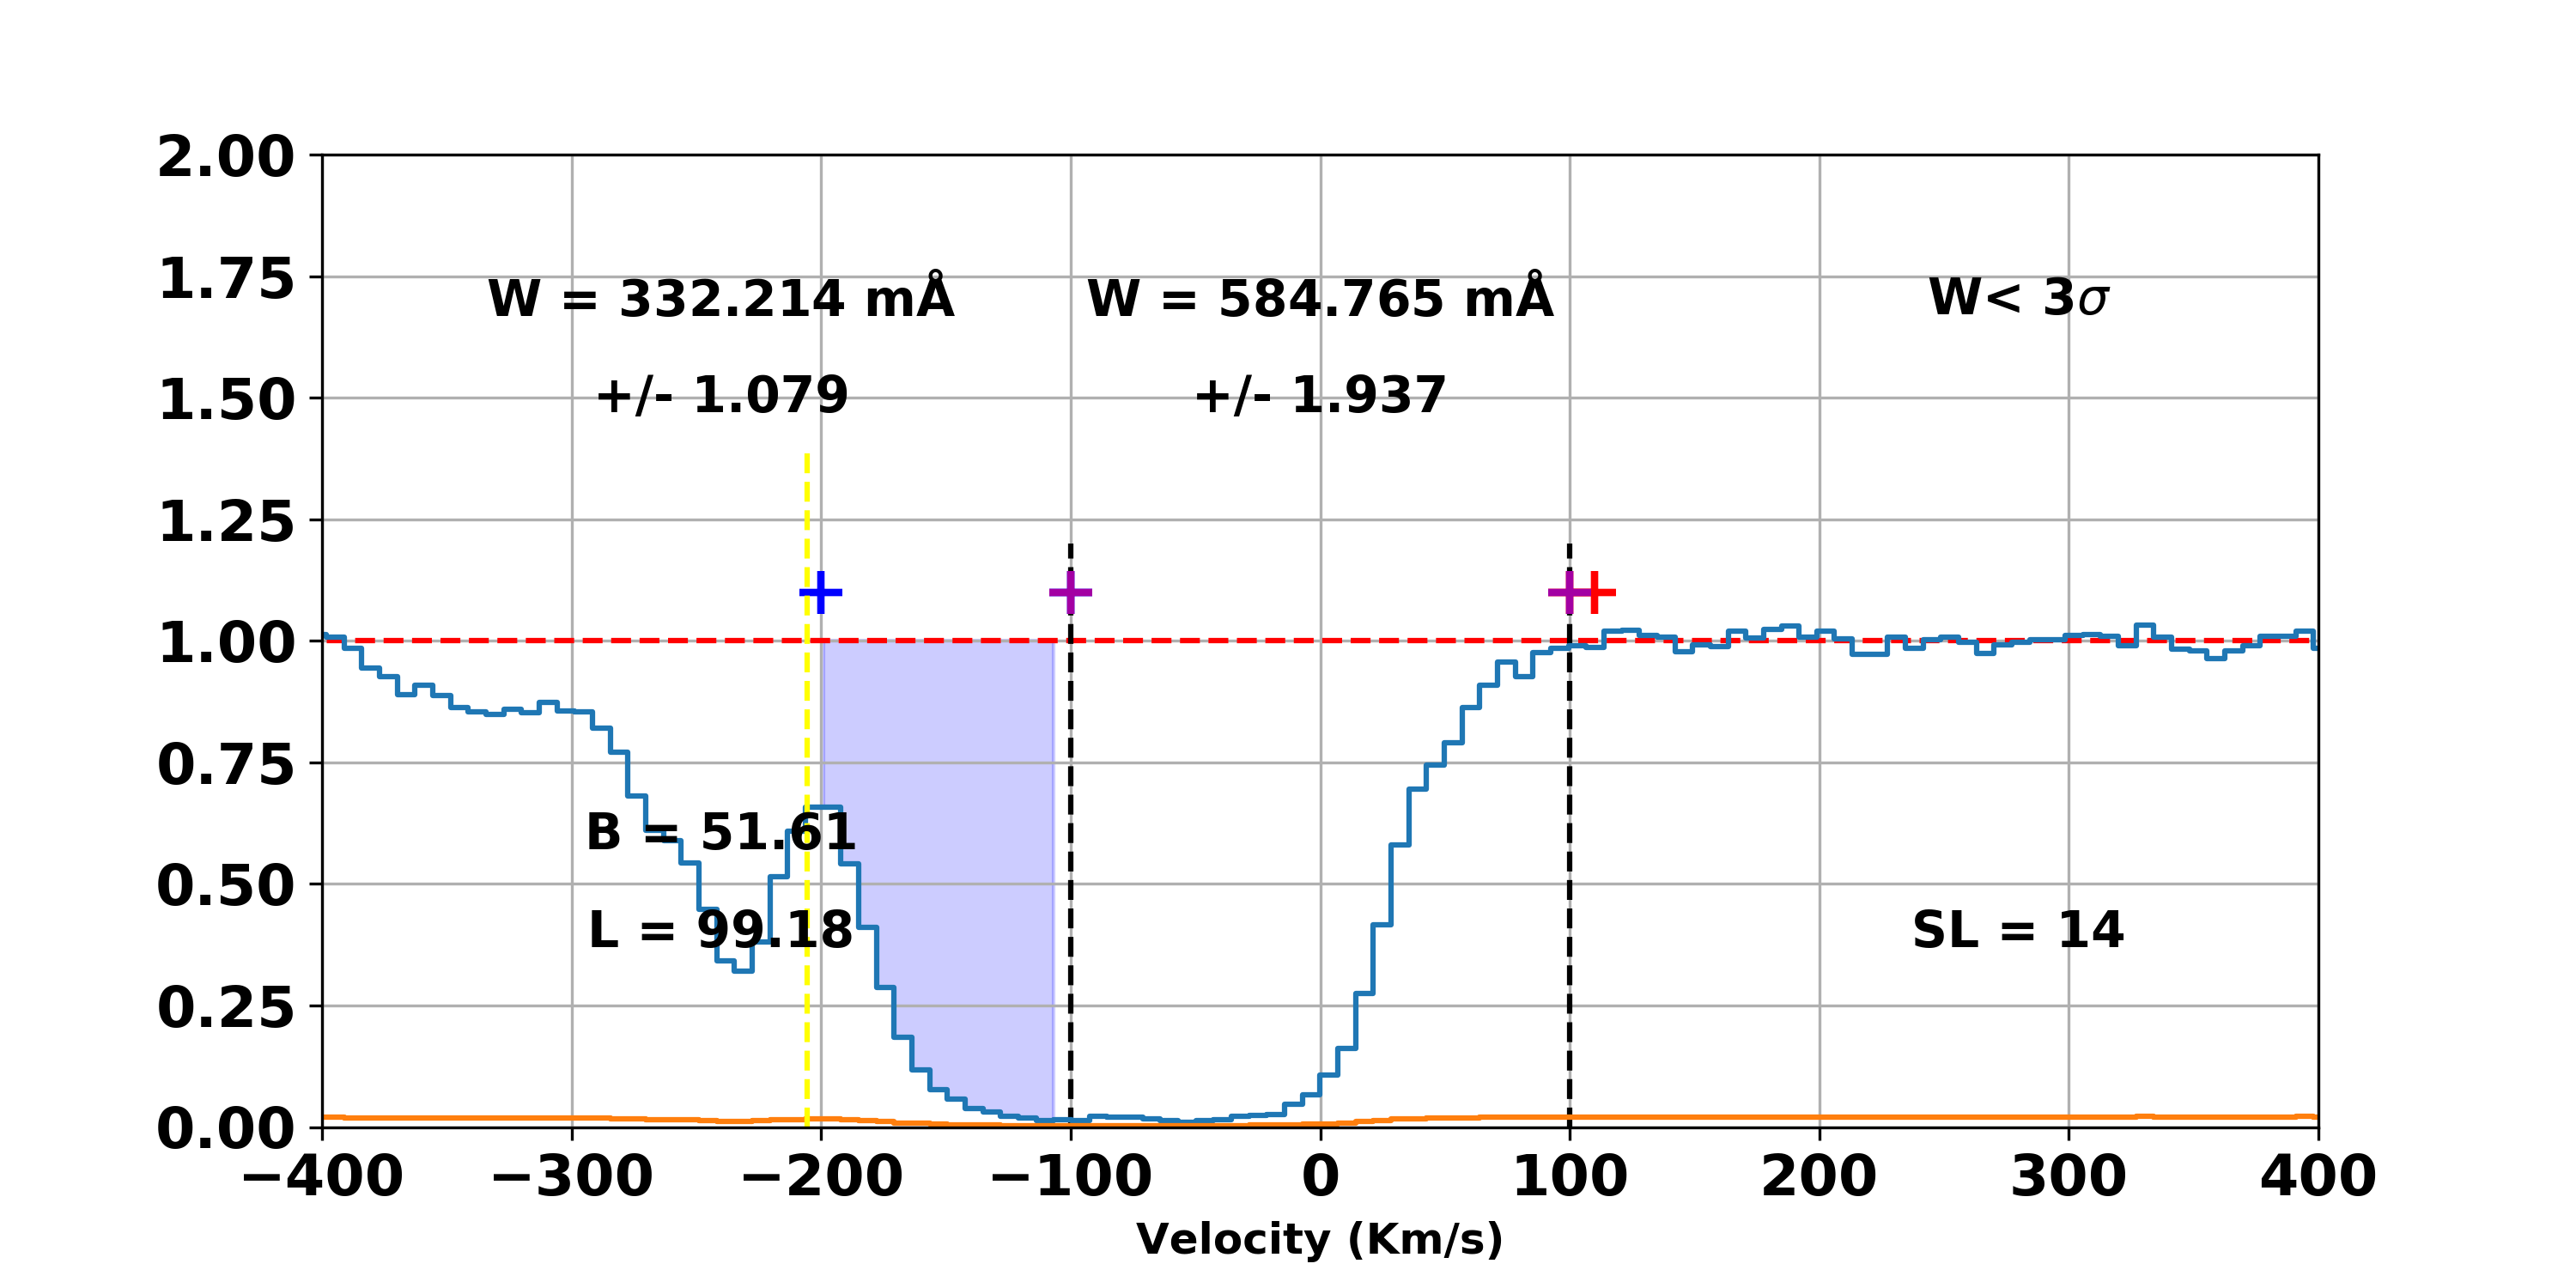 2.00
1.75
1.50
1.25
1.00
0.75
0.50
0.25
0.00
W = 332.214 mÅ
+/- 1.079
W = 584.765 mÅ
+/- 1.937
W< 3σ
B = 51.61
L = 99.18
SL = 14
−400 −300 −200 −100 0 100 200 300 400
Velocity (Km/s)